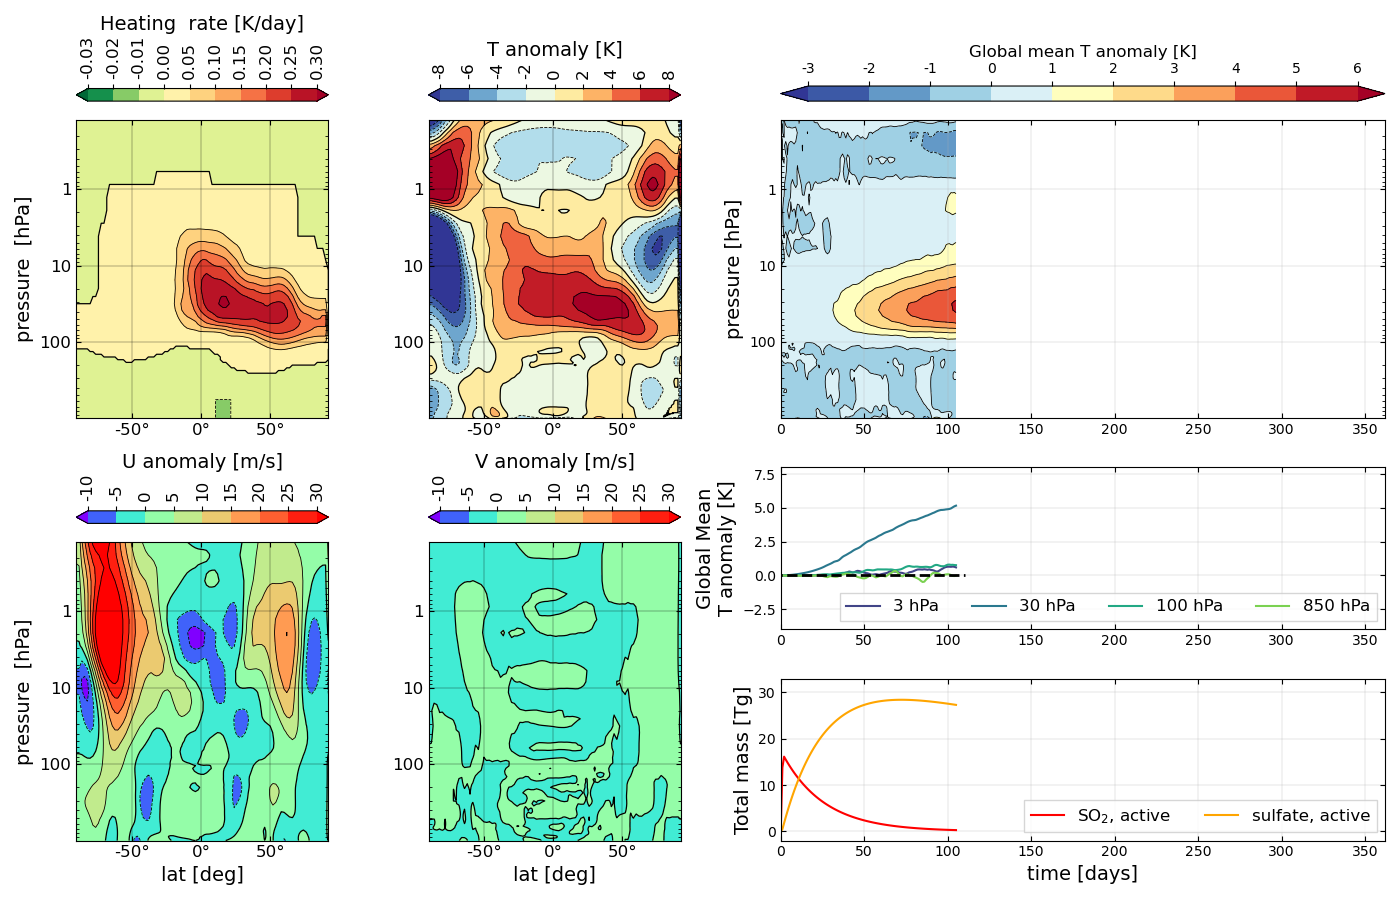 Heating  rate [K/day]
-0.03 -0.02 -0.01 0.00 0.05 0.10 0.15 0.20 0.25 0.30
T anomaly [K]
-8 -6 -4 -2 0 2 4 6 8
Global mean T anomaly [K]
-3 -2 -1 0 1 2 3 4 5 6
pressure  [hPa]
1
10
100
-50° 0° 50°
1
10
100
-50° 0° 50°
pressure  [hPa]
1
10
100
0 50 100 150 200 250 300 350
U anomaly [m/s]
-10 -5 0 5 10 15 20 25 30
V anomaly [m/s]
-10 -5 0 5 10 15 20 25 30
pressure  [hPa]
1
10
100
-50° 0° 50°
lat [deg]
1
10
100
-50° 0° 50°
lat [deg]
Global Mean
T anomaly [K]
7.5
5.0
2.5
0.0
−2.5
3 hPa 30 hPa 100 hPa 850 hPa
Total mass [Tg]
30
20
10
0
SO₂, active sulfate, active
0 50 100 150 200 250 300 350
time [days]